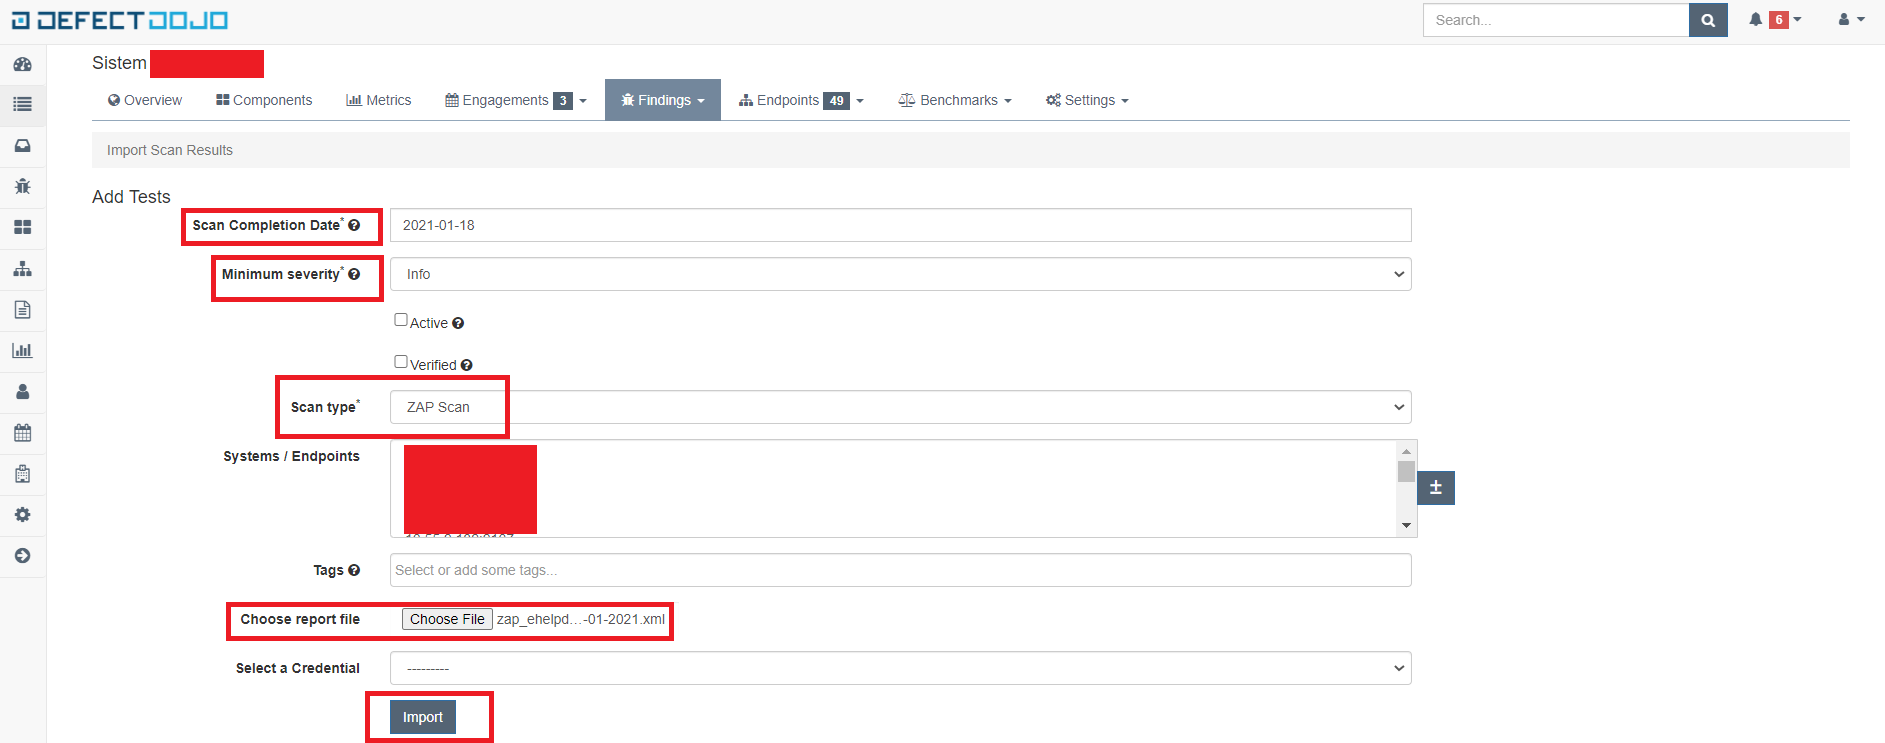 DEFECTDOJO
Search...
6
Sistem
Overview
Components
Metrics
Engagements 3
Findings
Endpoints 49
Benchmarks
Settings
Import Scan Results
Add Tests
Scan Completion Date* 2021-01-18
Minimum severity* Info
Active
Verified
Scan type* ZAP Scan
Systems / Endpoints
Tags Select or add some tags...
Choose report file Choose File zap_ehelpd...-01-2021.xml
Select a Credential ---------
Import